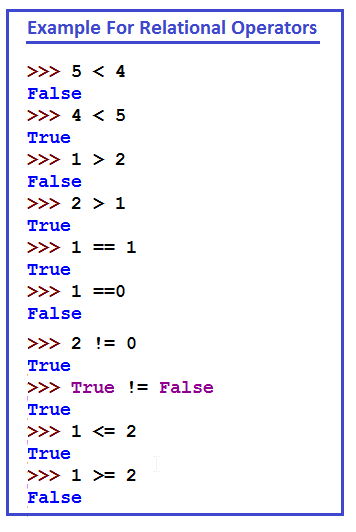 Example For Relational Operators
>>> 5 < 4
False
>>> 4 < 5
True
>>> 1 > 2
False
>>> 2 > 1
True
>>> 1 == 1
True
>>> 1 ==0
False
>>> 2 != 0
True
>>> True != False
True
>>> 1 <= 2
True
>>> 1 >= 2
False